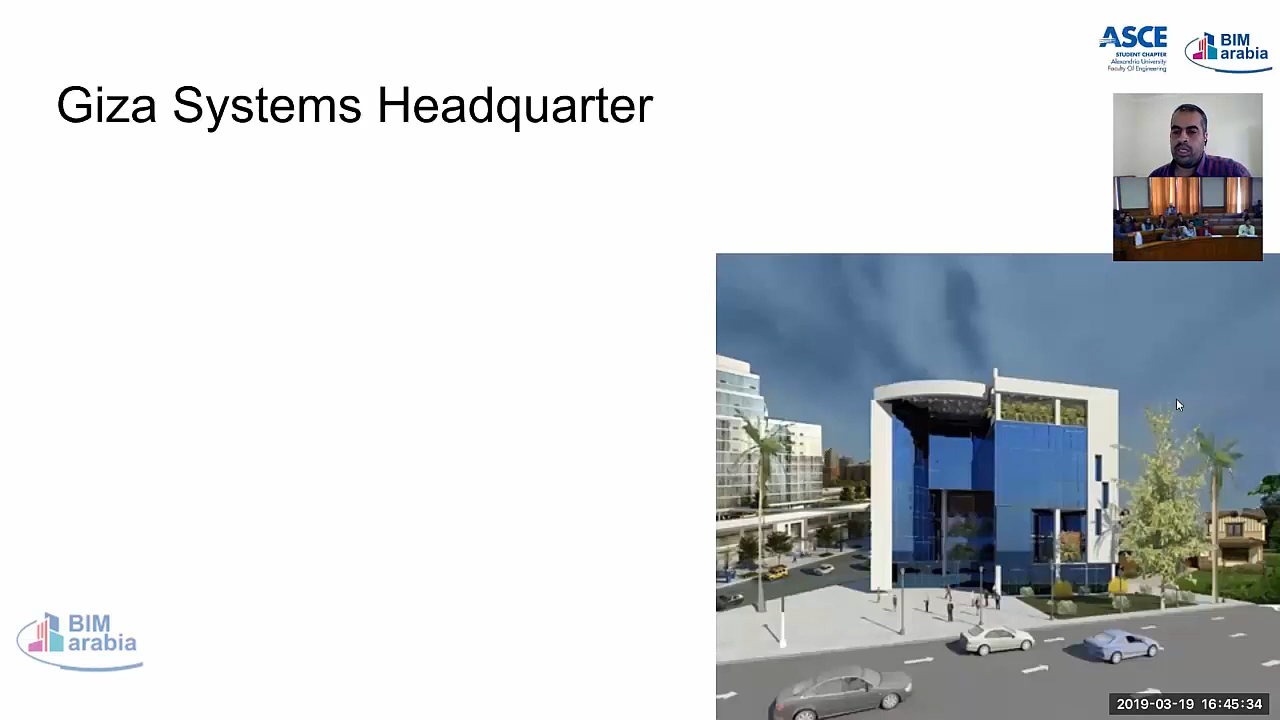 ASCE
STUDENT CHAPTER
Alexandria University
Faculty Of Engineering
BIM
arabia
Giza Systems Headquarter
BIM
arabia
2019-03-19 16:45:34